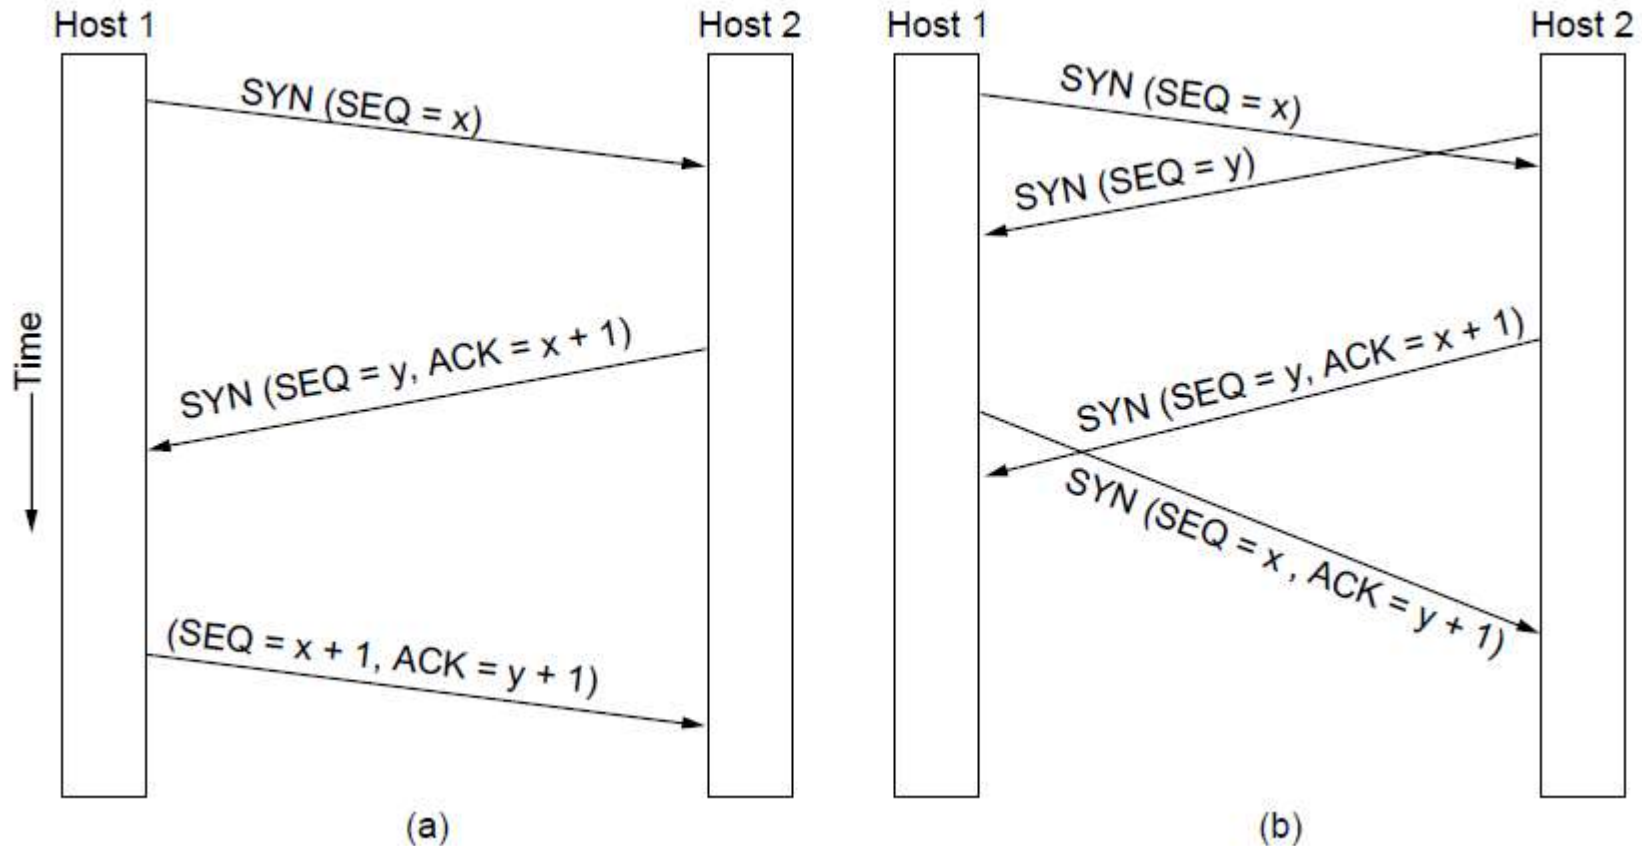 Host 1
Host 2
SYN (SEQ = x)
SYN (SEQ = y, ACK = x + 1)
(SEQ = x + 1, ACK = y + 1)
Time
(a)
Host 1
Host 2
SYN (SEQ = x)
SYN (SEQ = y)
SYN (SEQ = y, ACK = x + 1)
SYN (SEQ = x , ACK = y + 1)
(b)